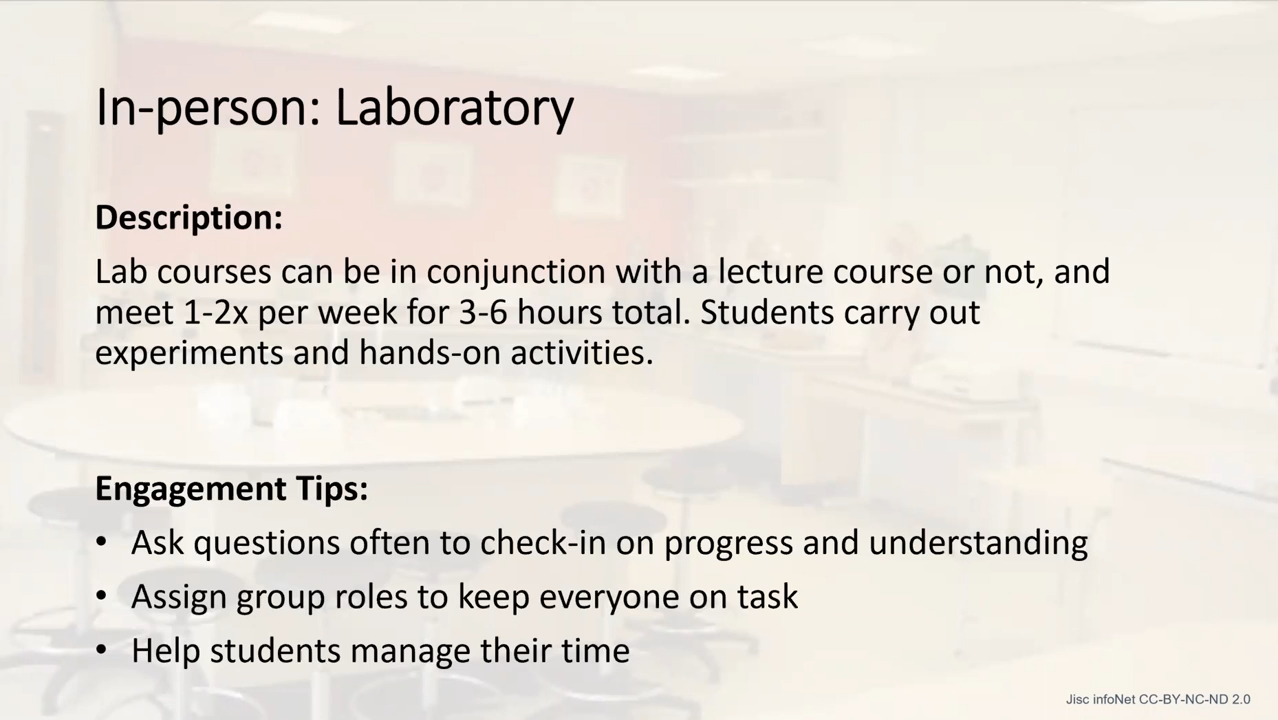 In-person: Laboratory
Description:
Lab courses can be in conjunction with a lecture course or not, and
meet 1-2x per week for 3-6 hours total. Students carry out
experiments and hands-on activities.
Engagement Tips:
• Ask questions often to check-in on progress and understanding
• Assign group roles to keep everyone on task
• Help students manage their time
Jisc infoNet CC-BY-NC-ND 2.0